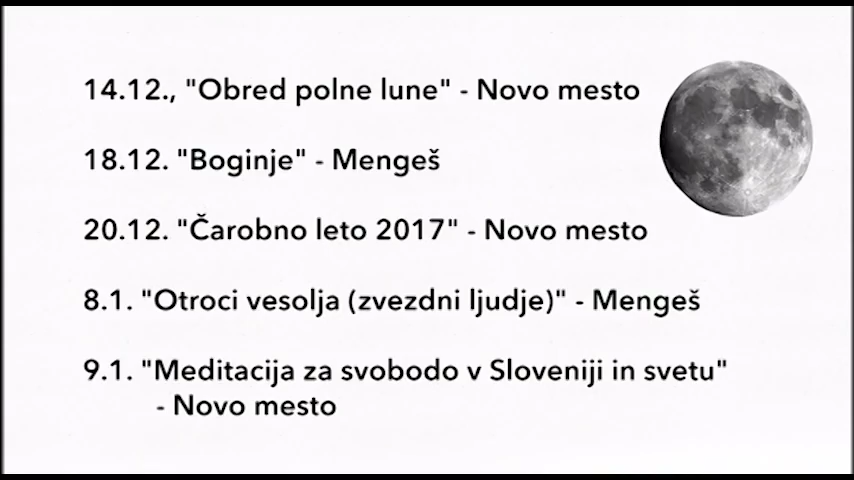 14.12., "Obred polne lune" - Novo mesto
18.12. "Boginje" - Mengeš
20.12. "Čarobno leto 2017" - Novo mesto
8.1. "Otroci vesolja (zvezdni ljudje)" - Mengeš
9.1. "Meditacija za svobodo v Sloveniji in svetu"
- Novo mesto